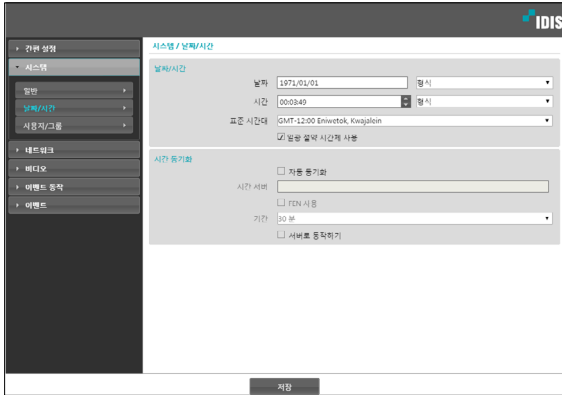 IDIS
간편 설정
시스템
일반
날짜/시간
사용자/그룹
네트워크
비디오
이벤트 동작
이벤트
시스템 / 날짜/시간
날짜/시간
날짜 1971/01/01 형식
시간 00:03:49 형식
표준 시간대 GMT-12:00 Eniwetok, Kwajalein
일광 절약 시간제 사용
시간 동기화
자동 동기화
시간 서버
FEN 사용
기간 30 분
서버로 동작하기
저장